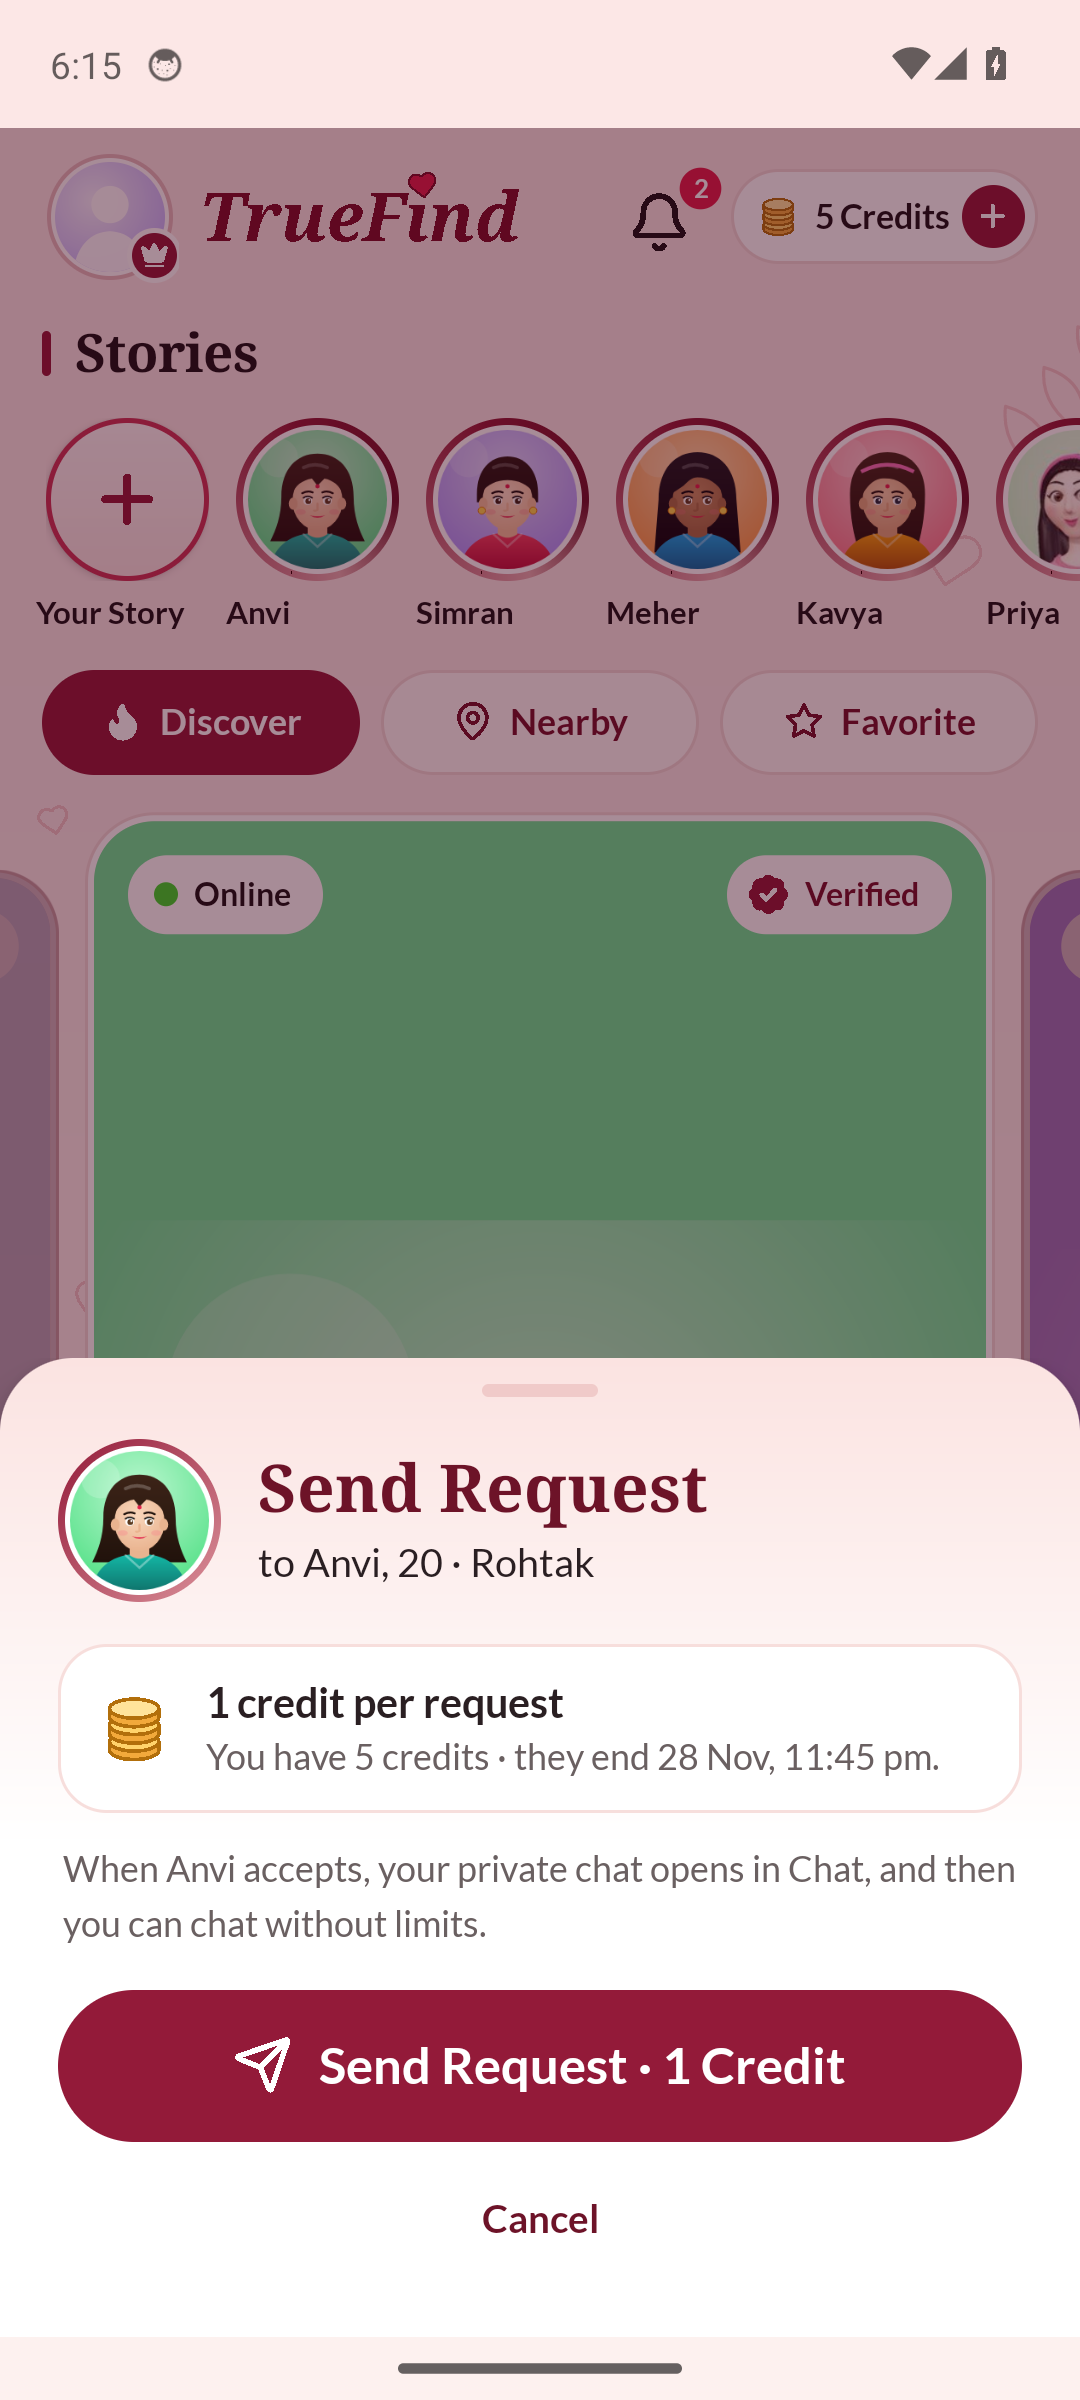 6:15
TrueFind
2
5 Credits
Stories
Your Story
Anvi
Simran
Meher
Kavya
Priya
Discover
Nearby
Favorite
Online
Verified
Send Request
to Anvi, 20 · Rohtak
1 credit per request
You have 5 credits · they end 28 Nov, 11:45 pm.
When Anvi accepts, your private chat opens in Chat, and then
you can chat without limits.
Send Request · 1 Credit
Cancel